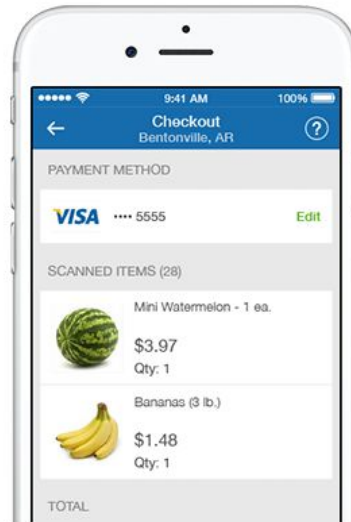 9:41 AM 100%
Checkout
Bentonville, AR
?
PAYMENT METHOD
VISA •••• 5555 Edit
SCANNED ITEMS (28)
Mini Watermelon - 1 ea.
$3.97
Qty: 1
Bananas (3 lb.)
$1.48
Qty: 1
TOTAL